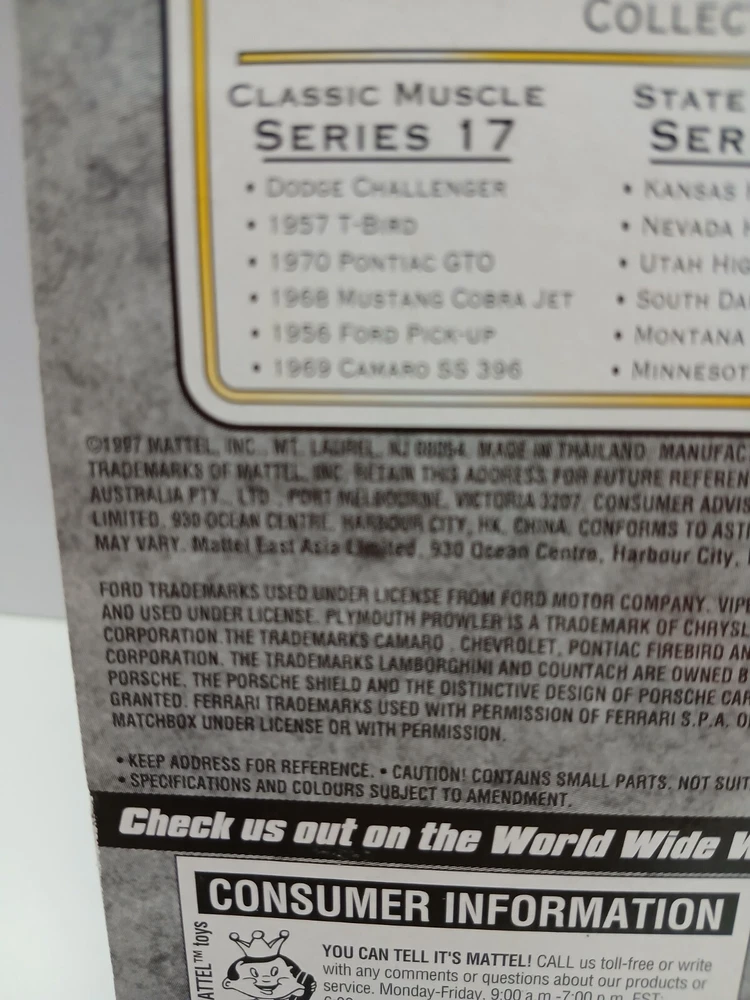 COLLEC
CLASSIC MUSCLE
SERIES 17
• DODGE CHALLENGER
• 1957 T-BIRD
• 1970 PONTIAC GTO
• 1968 MUSTANG COBRA JET
• 1956 FORD PICK-UP
• 1969 CAMARO SS 396
STATE
SER
• KANSAS
• NEVADA H
• UTAH HIG
• SOUTH DA
• MONTANA
• MINNESOT
©1997 MATTEL, INC. MT. LAUREL, NJ 08054. MADE IN THAILAND. MANUFAC
TRADEMARKS OF MATTEL, INC. RETAIN THIS ADDRESS FOR FUTURE REFEREN
AUSTRALIA PTY., LTD., PORT MELBOURNE, VICTORIA 3207. CONSUMER ADVIS
LIMITED, 930 OCEAN CENTRE, HARBOUR CITY, HK, CHINA. CONFORMS TO AST
MAY VARY. Mattel East Asia Limited, 930 Ocean Centre, Harbour City,
FORD TRADEMARKS USED UNDER LICENSE FROM FORD MOTOR COMPANY. VIPE
AND USED UNDER LICENSE. PLYMOUTH PROWLER IS A TRADEMARK OF CHRYSL
CORPORATION.THE TRADEMARKS CAMARO , CHEVROLET, PONTIAC FIREBIRD AN
CORPORATION. THE TRADEMARKS LAMBORGHINI AND COUNTACH ARE OWNED B
PORSCHE, THE PORSCHE SHIELD AND THE DISTINCTIVE DESIGN OF PORSCHE CAR
GRANTED. FERRARI TRADEMARKS USED WITH PERMISSION OF FERRARI S.P.A. O
MATCHBOX UNDER LICENSE OR WITH PERMISSION.
• KEEP ADDRESS FOR REFERENCE. • CAUTION! CONTAINS SMALL PARTS. NOT SUIT
• SPECIFICATIONS AND COLOURS SUBJECT TO AMENDMENT.
Check us out on the World Wide W
CONSUMER INFORMATION
ATTEL™ toys
YOU CAN TELL IT'S MATTEL! CALL us toll-free or write
with any comments or questions about our products or
service. Monday-Friday, 9:00 a.m.-7:00 p.m. EST